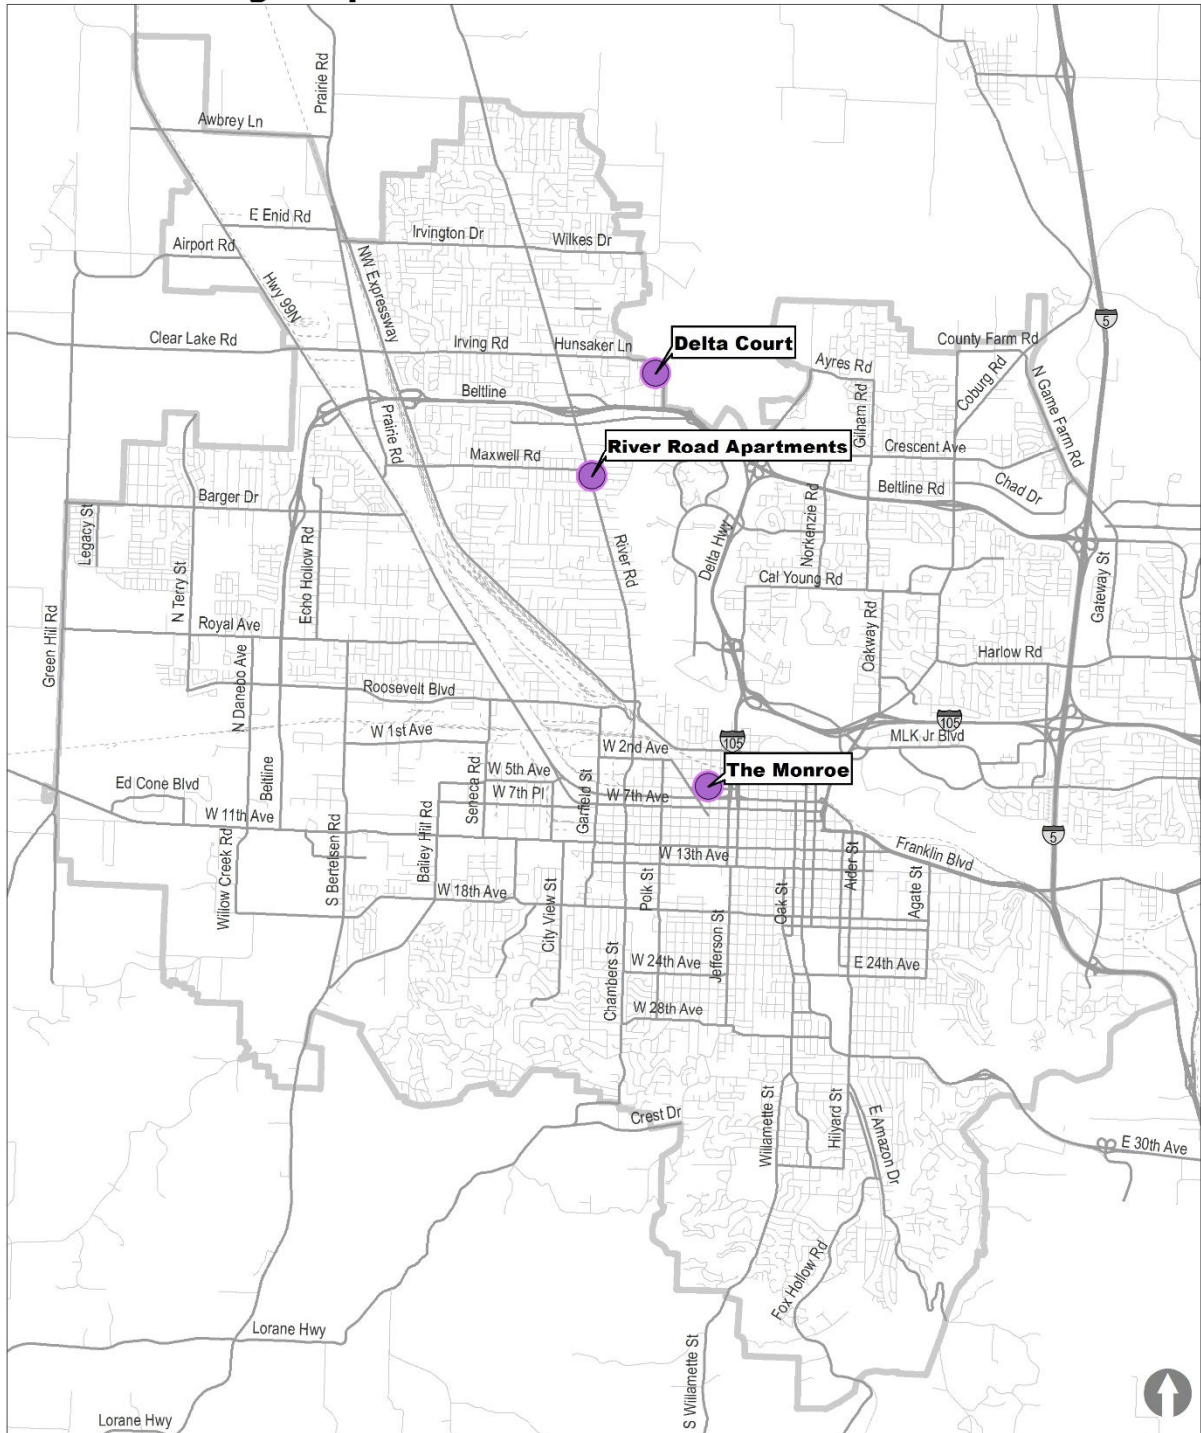 Prairie Rd
Awbrey Ln
E Enid Rd
Irvington Dr
Wilkes Dr
Airport Rd
NW Expressway
Hwy 99N
5
Clear Lake Rd
Irving Rd
Hunsaker Ln
Delta Court
County Farm Rd
Ayres Rd
Coburg Rd
N Game Farm Rd
Beltline
Gilham Rd
Prairie Rd
River Road Apartments
Crescent Ave
Maxwell Rd
Beltline Rd
Chad Dr
Barger Dr
Legacy St
Norkenzie Rd
Echo Hollow Rd
River Rd
Delta Hwy
N Terry St
Cal Young Rd
Gateway St
Royal Ave
Green Hill Rd
Oakway Rd
Harlow Rd
N Danebo Ave
Roosevelt Blvd
W 1st Ave
105
105
MLK Jr Blvd
W 2nd Ave
Beltline
Ed Cone Blvd
Seneca Rd
W 5th Ave
The Monroe
W 7th Pl
Garfield St
W 7th Ave
W 11th Ave
5
Willow Creek Rd
S Bertelsen Rd
Bailey Hill Rd
W 13th Ave
Franklin Blvd
Alder St
W 18th Ave
Polk St
Oak St
Agate St
City View St
Jefferson St
Chambers St
W 24th Ave
E 24th Ave
W 28th Ave
Crest Dr
Willamette St
Hilyard St
E Amazon Dr
E 30th Ave
Fox Hollow Rd
Lorane Hwy
S Willamette St
Lorane Hwy